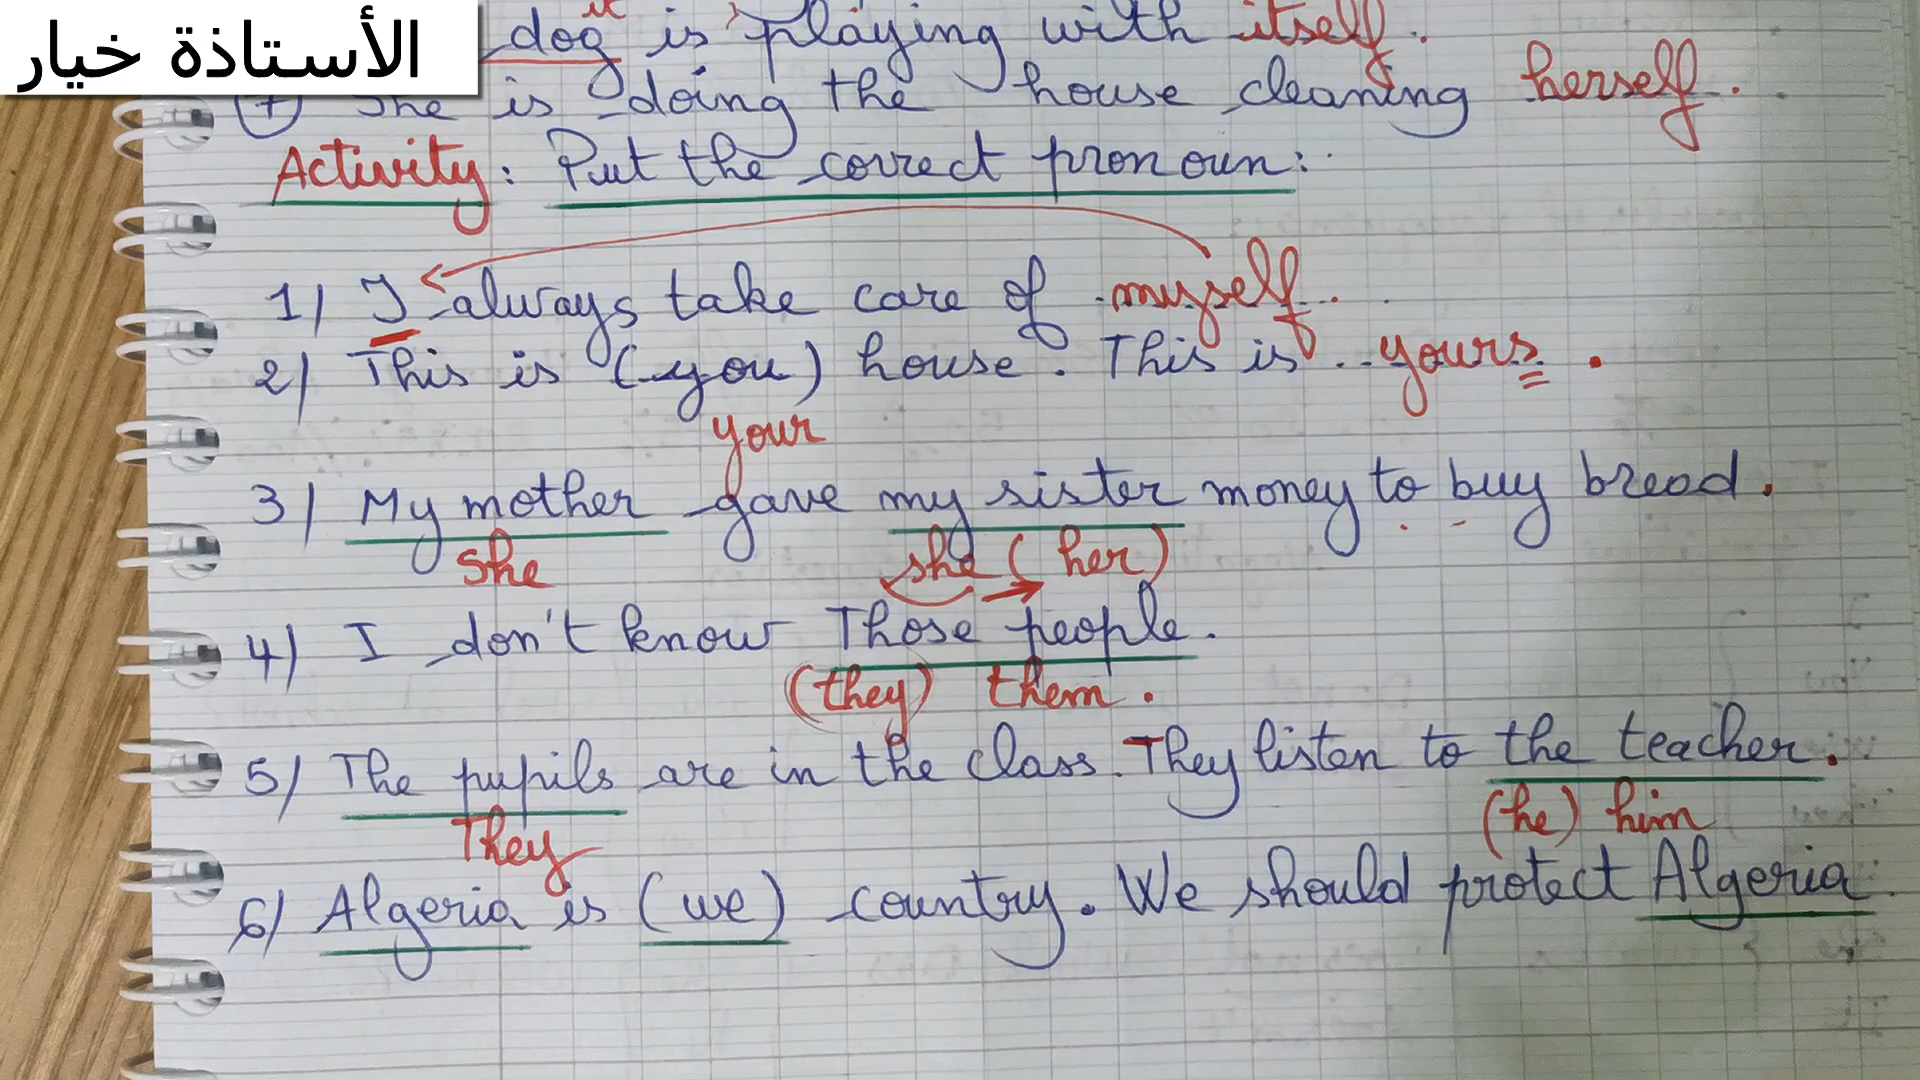 الأستاذة خيار
it
dog is playing with itself.
7 She is doing the house cleaning herself.
Activity: Put the correct pronoun:
1) I always take care of myself.
2) This is (you) house. This is .. yours.
your
3) My mother gave my sister money to buy bread.
she she (her)
4) I don't know Those people.
(they) them.
5) The pupils are in the class. They listen to the teacher.
They (he) him
6) Algeria is (we) country. We should protect Algeria